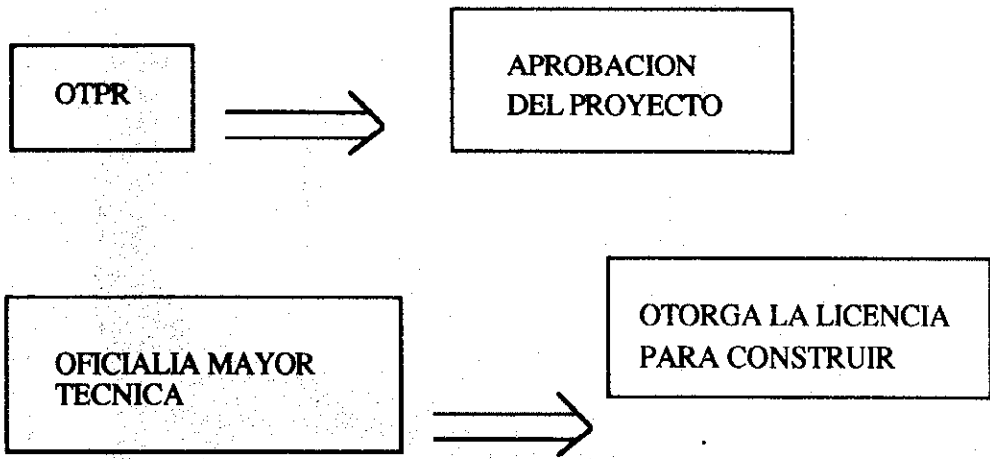 OTPR
APROBACION
DEL PROYECTO
OFICIALIA MAYOR
TECNICA
OTORGA LA LICENCIA
PARA CONSTRUIR